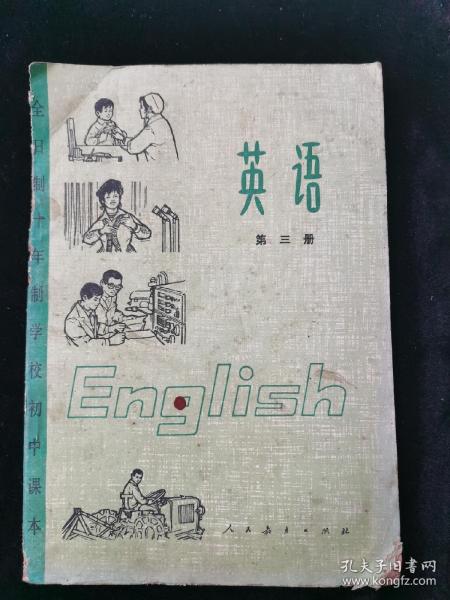 全日制十年制学校初中课本
英语
第三册
English
人民教育出版社
孔夫子旧书网
www.kongfz.com